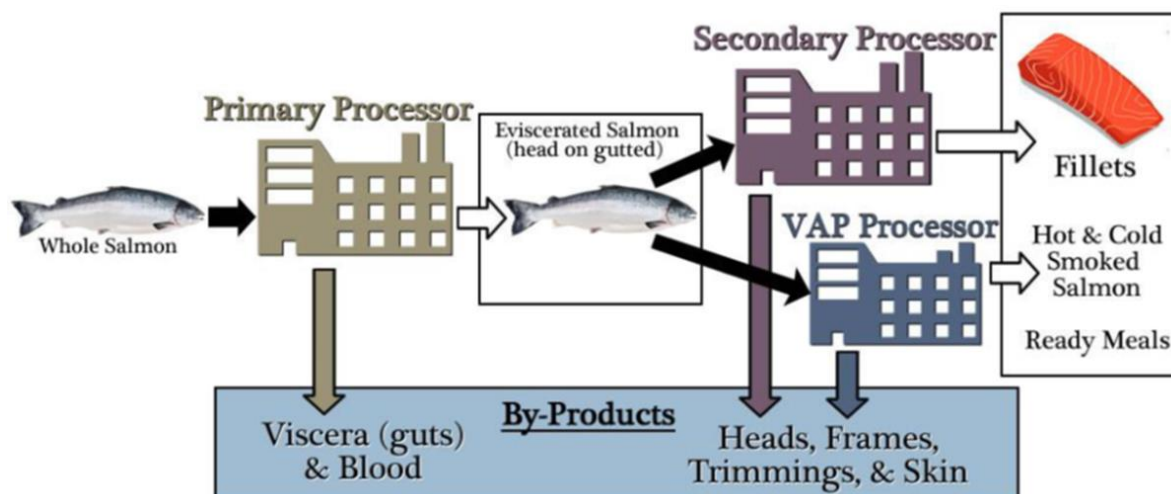 Whole Salmon
Primary Processor
Eviscerated Salmon
(head on gutted)
Secondary Processor
VAP Processor
Fillets
Hot & Cold
Smoked
Salmon
Ready Meals
By-Products
Viscera (guts)
& Blood
Heads, Frames,
Trimmings, & Skin